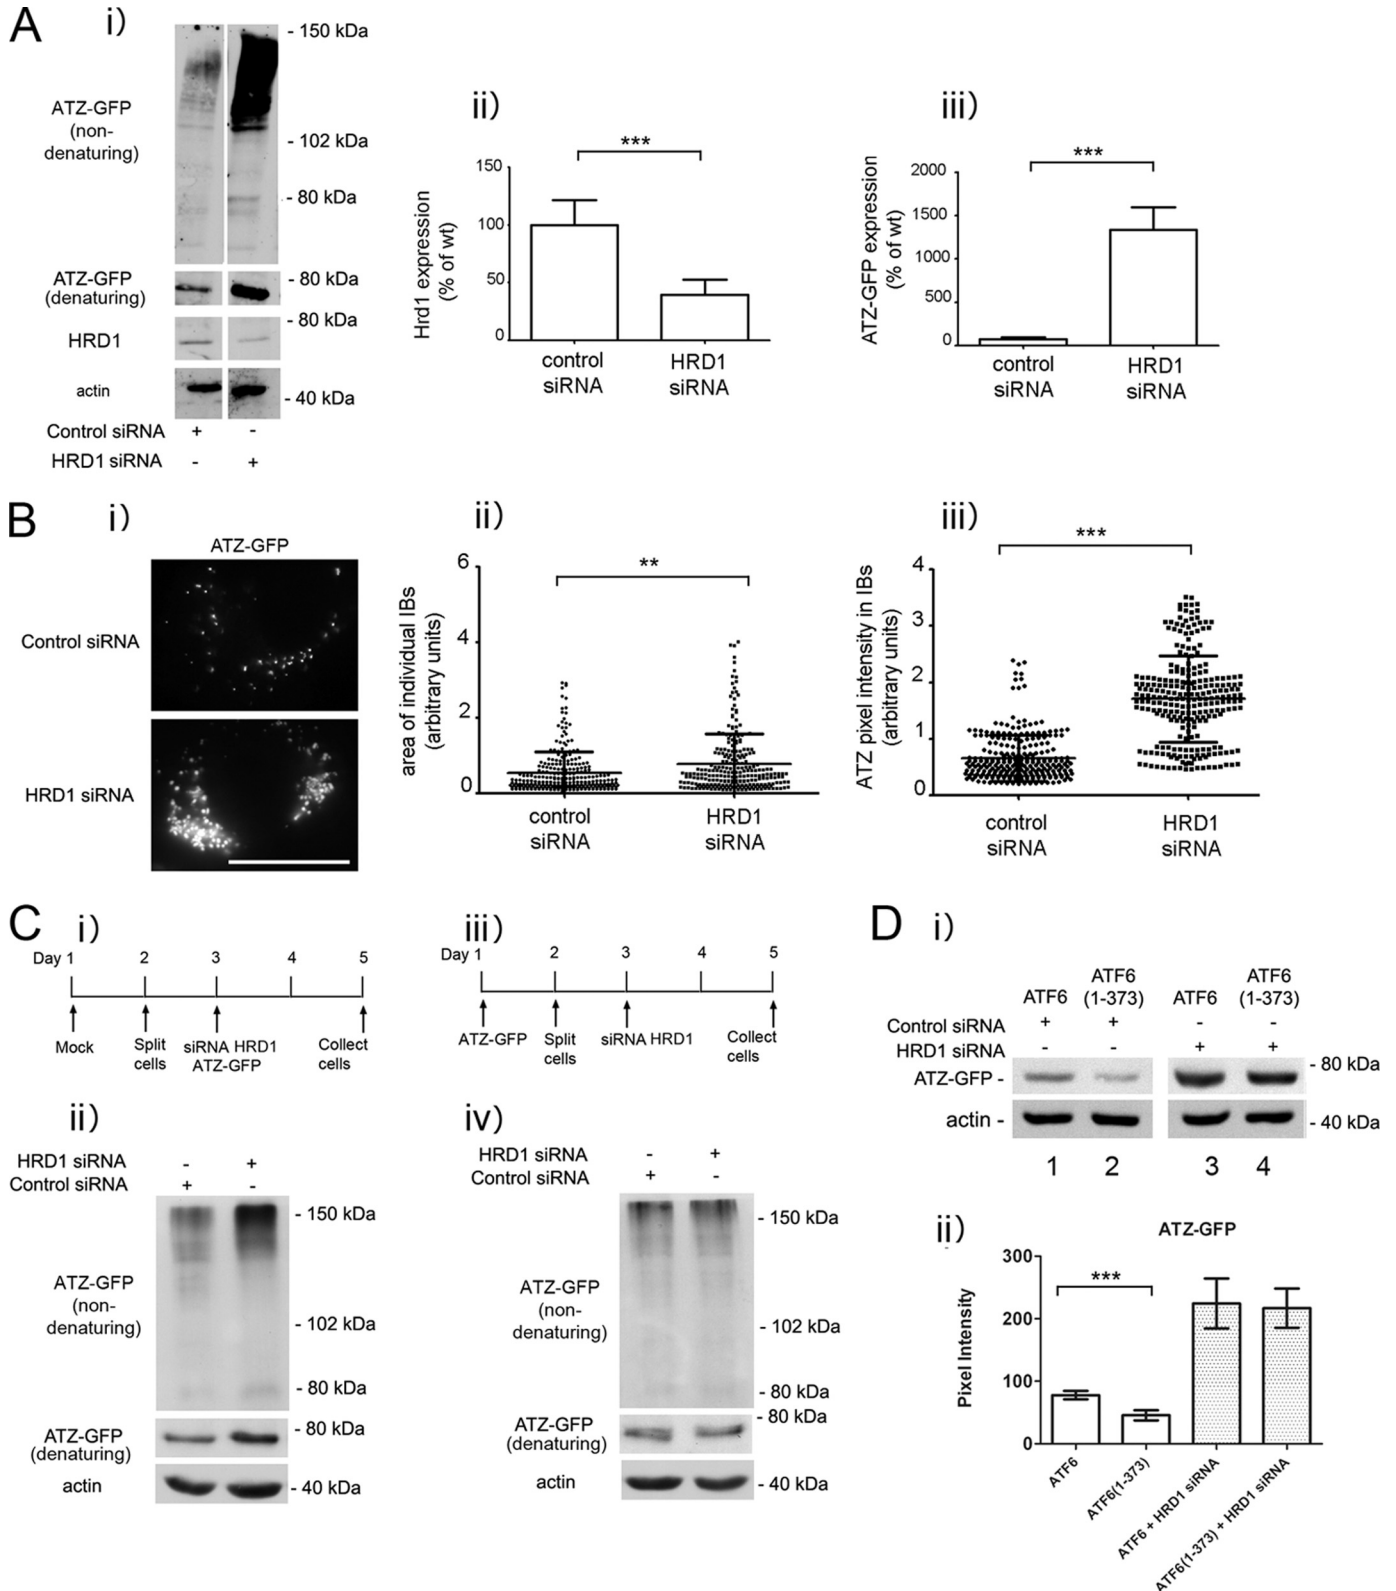 A
i)
- 150 kDa
ATZ-GFP
(non-
denaturing)
- 102 kDa
- 80 kDa
ATZ-GFP
(denaturing)
- 80 kDa
- 80 kDa
HRD1
actin
- 40 kDa
Control siRNA + -
HRD1 siRNA - +
ii)
***
150
100
50
0
Hrd1 expression
(% of wt)
control
siRNA
HRD1
siRNA
iii)
***
2000
1500
1000
500
0
ATZ-GFP expression
(% of wt)
control
siRNA
HRD1
siRNA
B
i)
ATZ-GFP
Control siRNA
HRD1 siRNA
ii)
**
6
4
2
0
area of individual IBs
(arbitrary units)
control
siRNA
HRD1
siRNA
iii)
***
4
3
2
1
0
ATZ pixel intensity in IBs
(arbitrary units)
control
siRNA
HRD1
siRNA
C
i)
Day 1 2 3 4 5
Mock
Split
cells
siRNA HRD1
ATZ-GFP
Collect
cells
ii)
HRD1 siRNA - +
Control siRNA + -
- 150 kDa
ATZ-GFP
(non-
denaturing)
- 102 kDa
- 80 kDa
ATZ-GFP
(denaturing)
- 80 kDa
actin
- 40 kDa
iii)
Day 1 2 3 4 5
ATZ-GFP
Split
cells
siRNA HRD1
Collect
cells
iv)
HRD1 siRNA - +
Control siRNA + -
- 150 kDa
ATZ-GFP
(non-
denaturing)
- 102 kDa
- 80 kDa
- 80 kDa
ATZ-GFP
(denaturing)
actin
- 40 kDa
D
i)
ATF6
ATF6
(1-373)
ATF6
ATF6
(1-373)
Control siRNA + + - -
HRD1 siRNA - - + +
ATZ-GFP -
- 80 kDa
actin -
- 40 kDa
1 2 3 4
ii)
ATZ-GFP
***
300
200
100
0
Pixel Intensity
ATF6
ATF6(1-373)
ATF6 + HRD1 siRNA
ATF6(1-373) + HRD1 siRNA